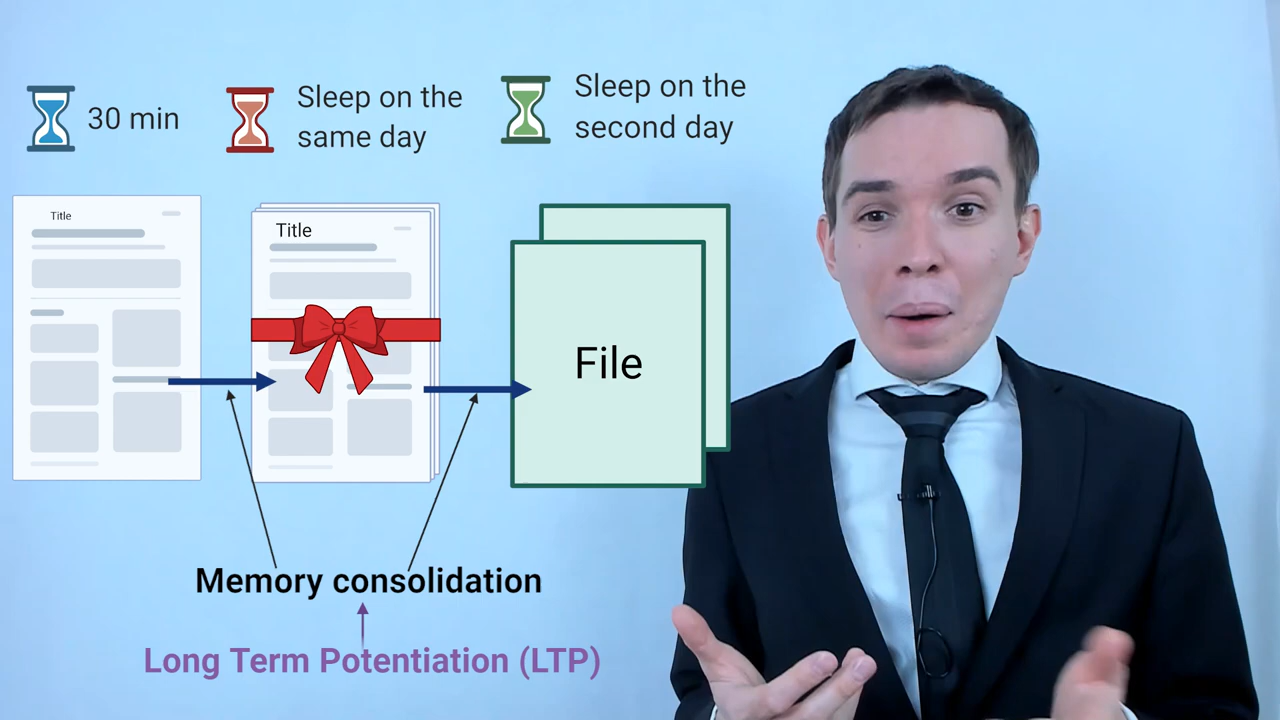 30 min
Sleep on the
same day
Sleep on the
second day
Title
Title
File
Memory consolidation
Long Term Potentiation (LTP)